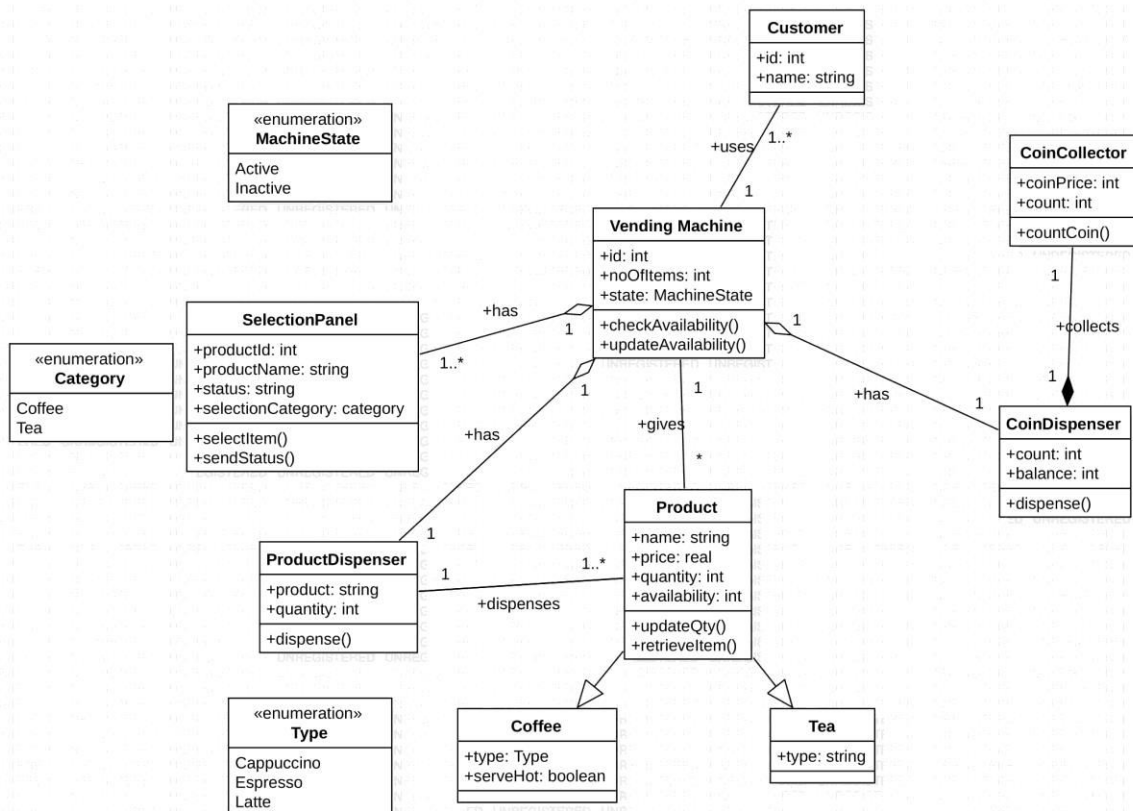 Customer
+id: int
+name: string
«enumeration»
MachineState
Active
Inactive
+uses
1..*
1
CoinCollector
+coinPrice: int
+count: int
+countCoin()
Vending Machine
+id: int
+noOfItems: int
+state: MachineState
+checkAvailability()
+updateAvailability()
1
+collects
1
+has
1
1..*
SelectionPanel
+productId: int
+productName: string
+status: string
+selectionCategory: category
+selectItem()
+sendStatus()
«enumeration»
Category
Coffee
Tea
1
+has
1
1
+has
1
CoinDispenser
+count: int
+balance: int
+dispense()
1
+gives
*
Product
+name: string
+price: real
+quantity: int
+availability: int
+updateQty()
+retrieveItem()
ProductDispenser
+product: string
+quantity: int
+dispense()
1
1..*
+dispenses
«enumeration»
Type
Cappuccino
Espresso
Latte
Coffee
+type: Type
+serveHot: boolean
Tea
+type: string